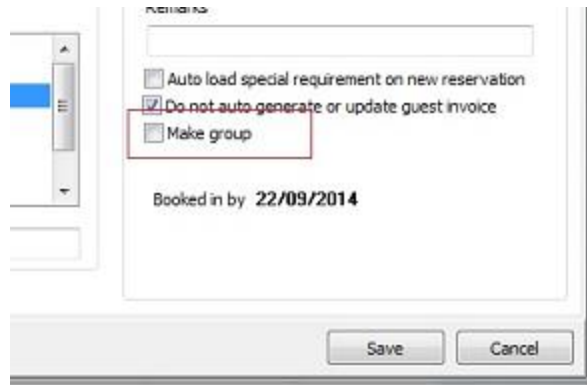 Remarks
Auto load special requirement on new reservation
Do not auto generate or update guest invoice
Make group
Booked in by 22/09/2014
Save Cancel